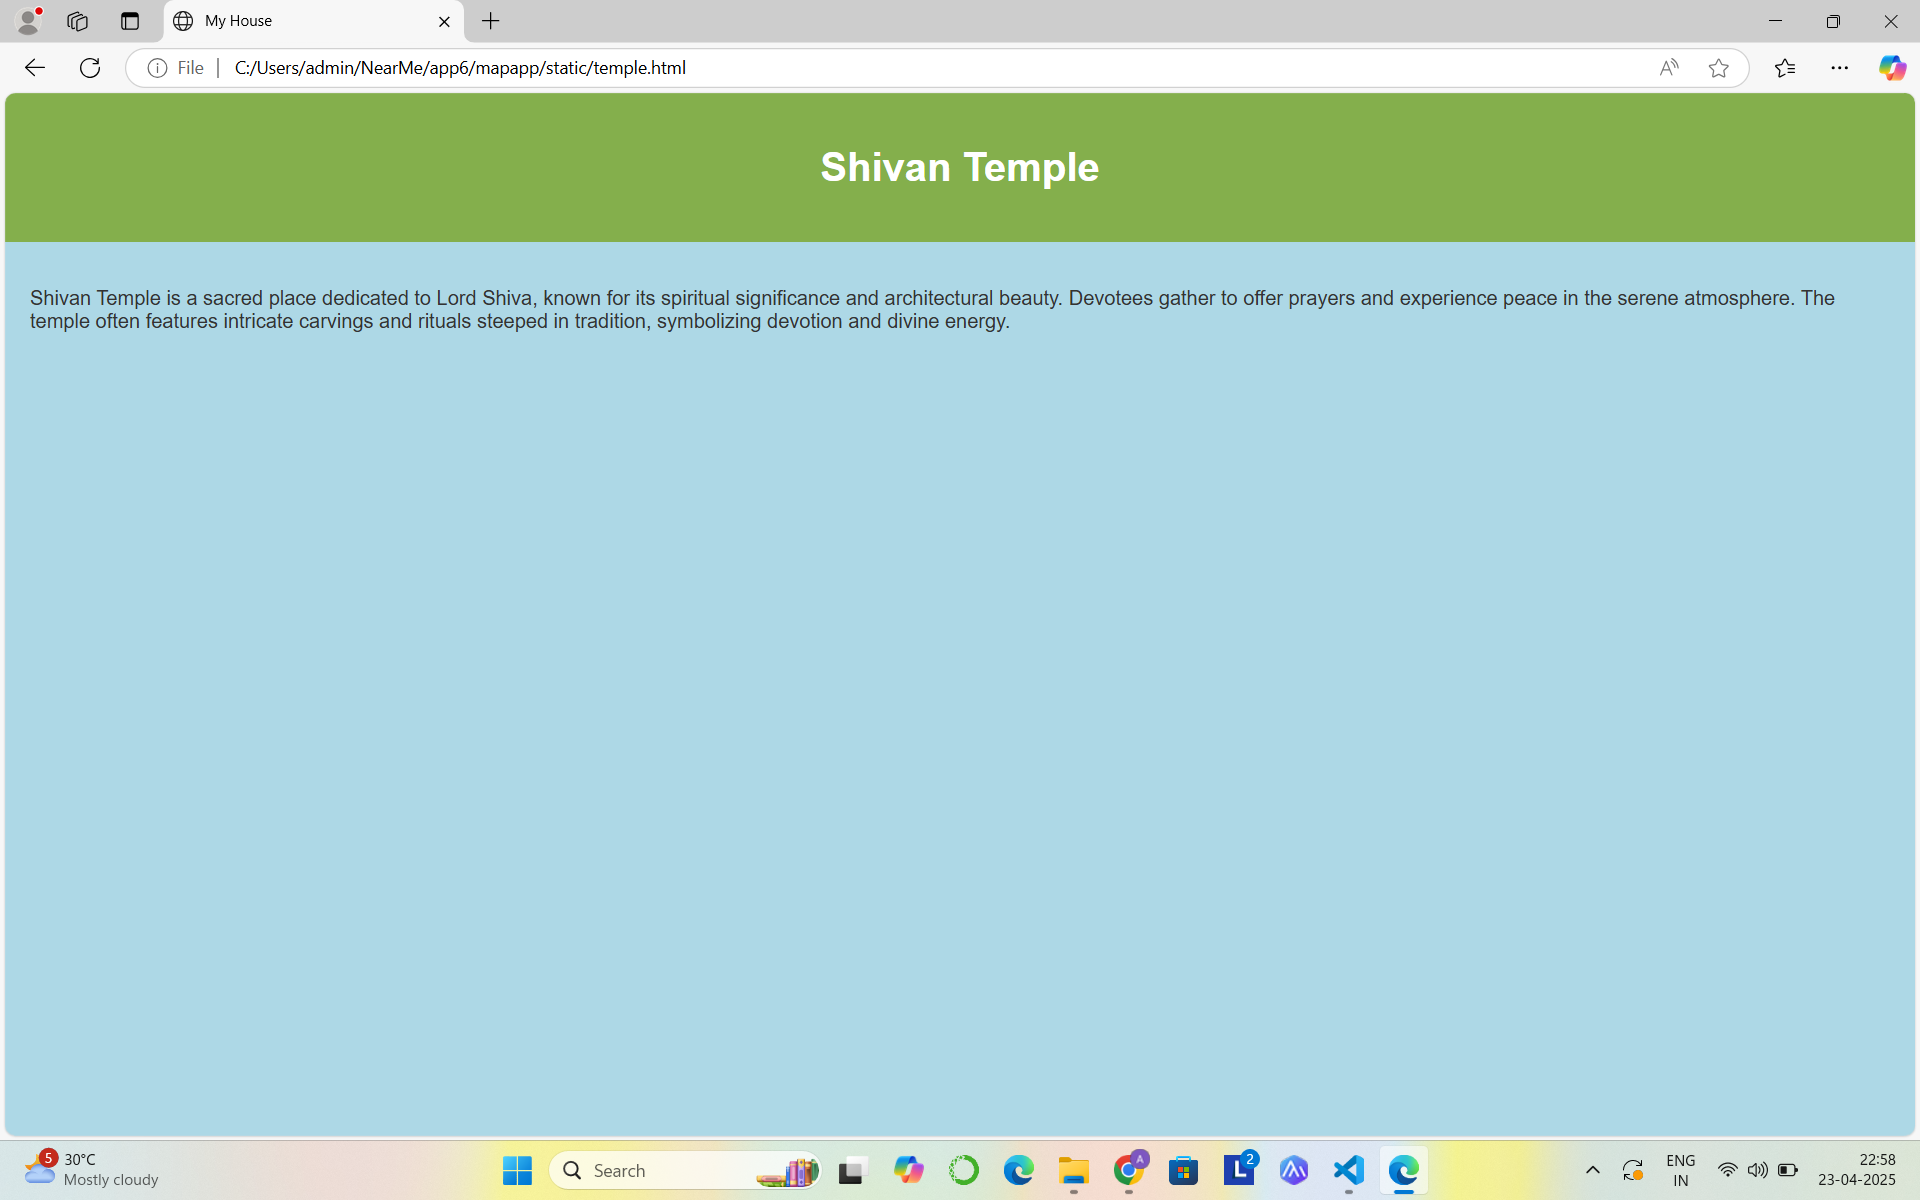 My House
File
C:/Users/admin/NearMe/app6/mapapp/static/temple.html
Shivan Temple
Shivan Temple is a sacred place dedicated to Lord Shiva, known for its spiritual significance and architectural beauty. Devotees gather to offer prayers and experience peace in the serene atmosphere. The
temple often features intricate carvings and rituals steeped in tradition, symbolizing devotion and divine energy.
5
30°C
Mostly cloudy
Search
A
L
2
ENG
IN
22:58
23-04-2025